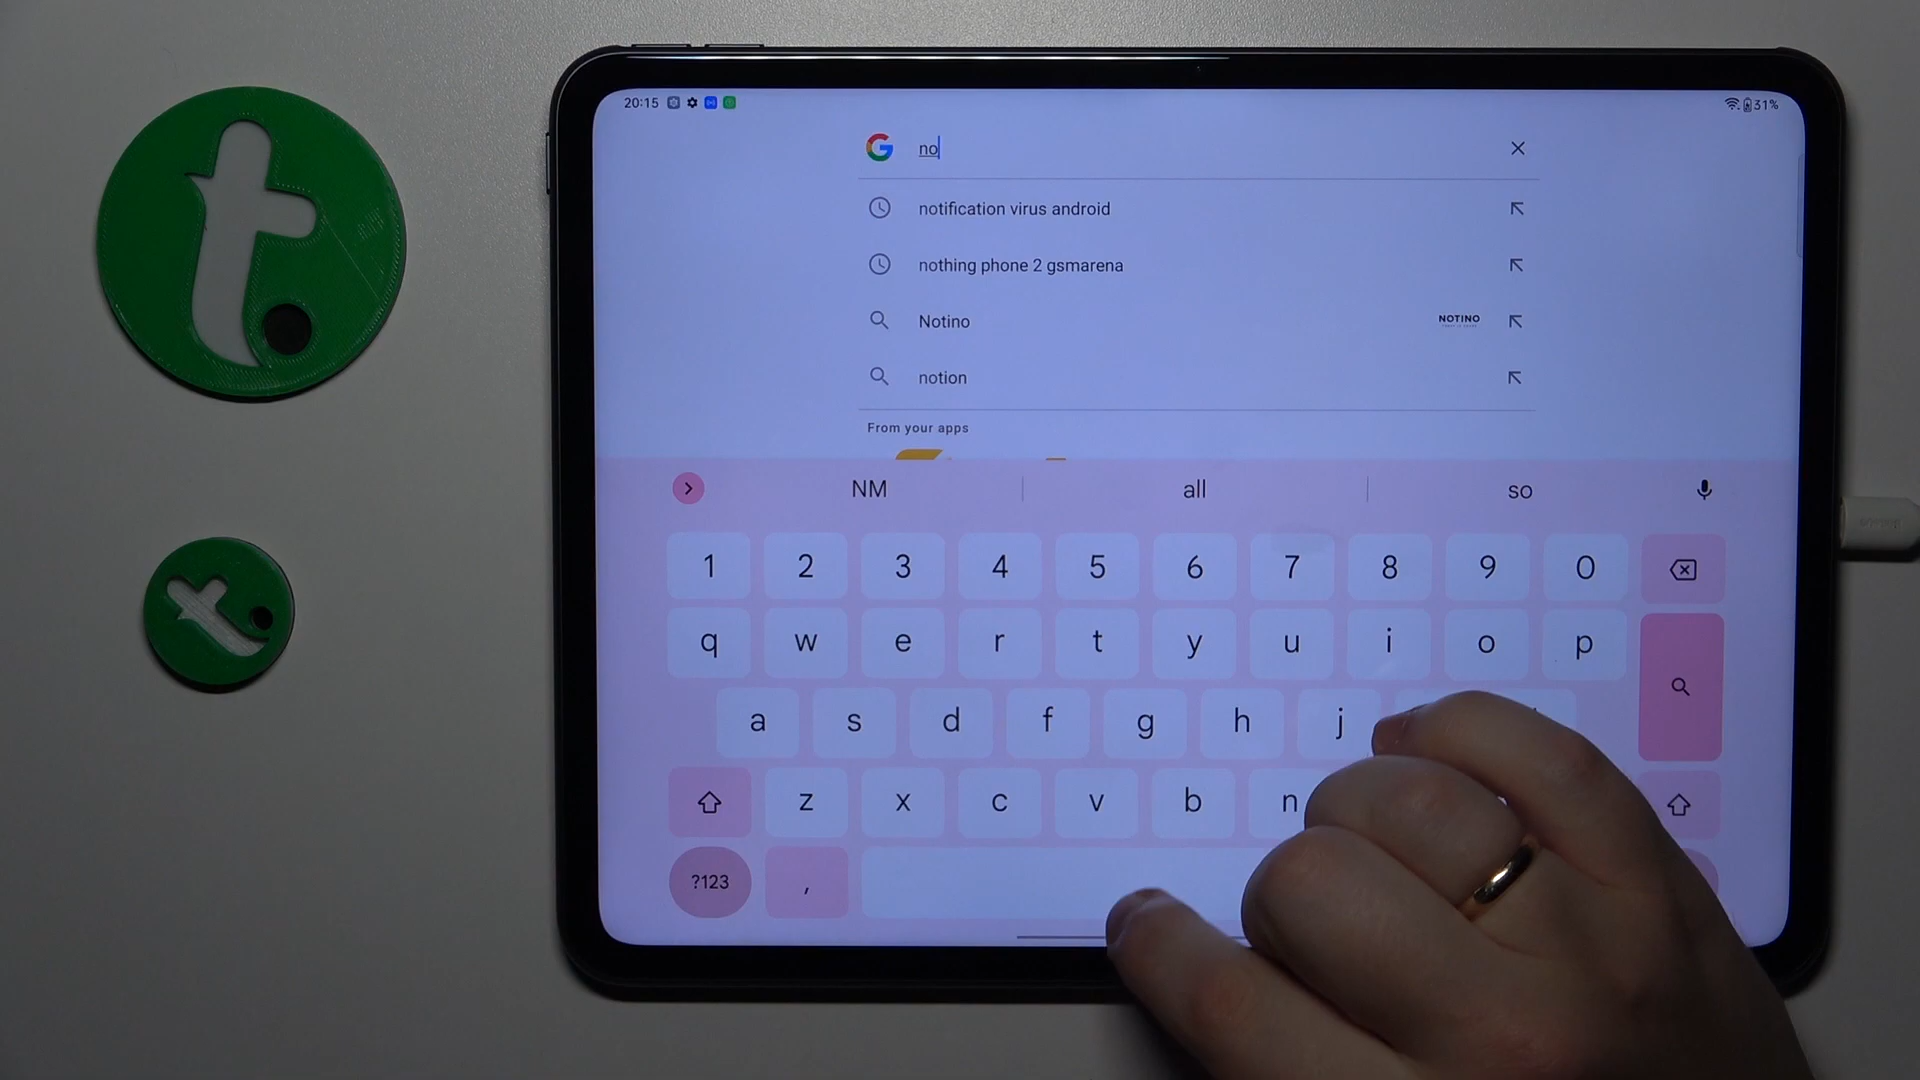 20:15
31%
no
notification virus android
nothing phone 2 gsmarena
Notino
NOTINO
notion
From your apps
NM
all
so
1 2 3 4 5 6 7 8 9 0
q w e r t y u i o p
a s d f g h j
z x c v b n
?123 ,
t
t